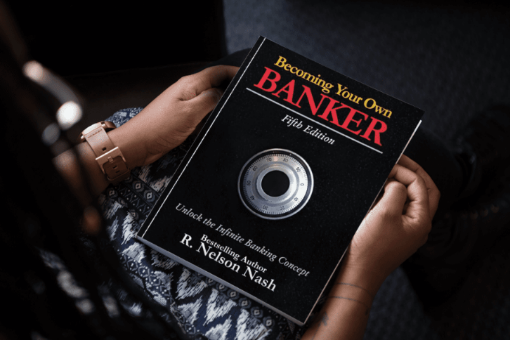 Becoming Your Own
BANKER
Fifth Edition
Unlock the Infinite Banking Concept
Bestselling Author
R. Nelson Nash